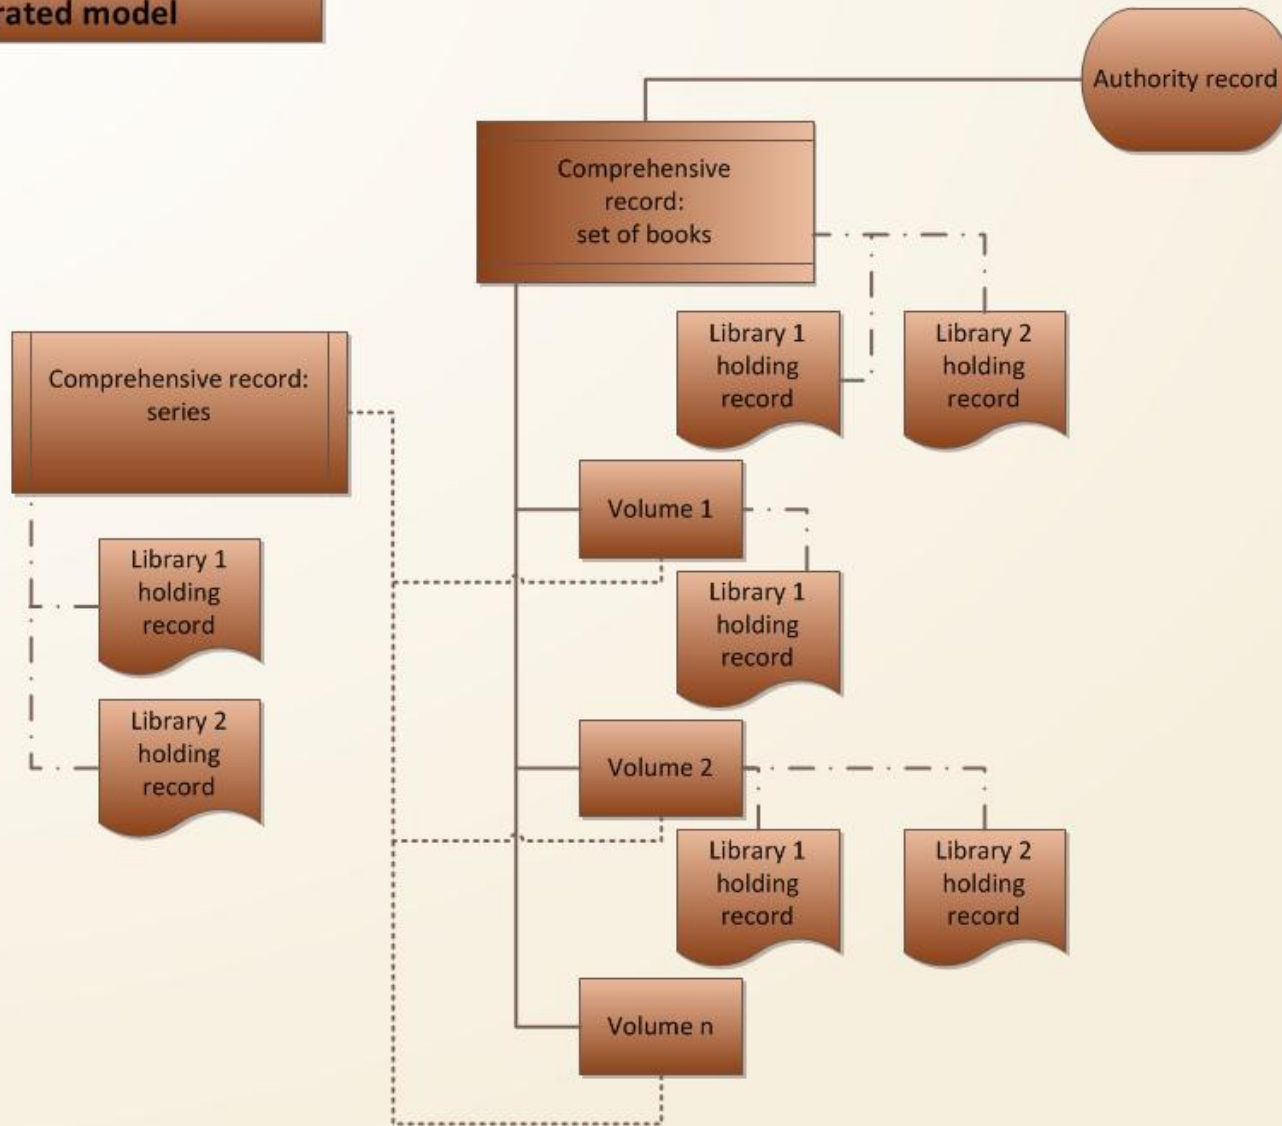 rated model
Authority record
Comprehensive
record:
set of books
Library 1
holding
record
Library 2
holding
record
Comprehensive record:
series
Volume 1
Library 1
holding
record
Library 1
holding
record
Library 2
holding
record
Volume 2
Library 1
holding
record
Library 2
holding
record
Volume n